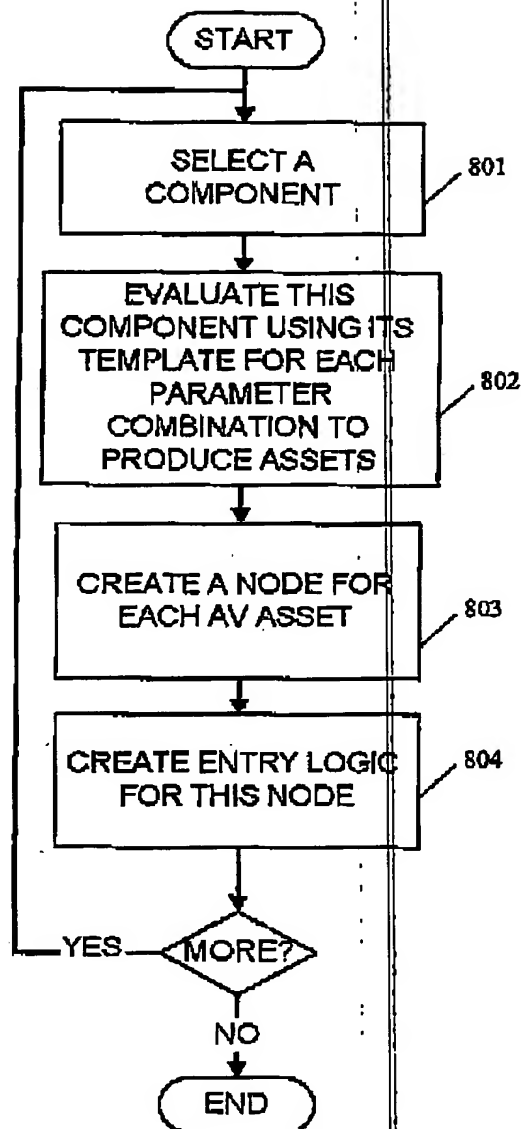 START
SELECT A
COMPONENT
801
EVALUATE THIS
COMPONENT USING ITS
TEMPLATE FOR EACH
PARAMETER
COMBINATION TO
PRODUCE ASSETS
802
CREATE A NODE FOR
EACH AV ASSET
803
CREATE ENTRY LOGIC
FOR THIS NODE
804
YES
MORE?
NO
END